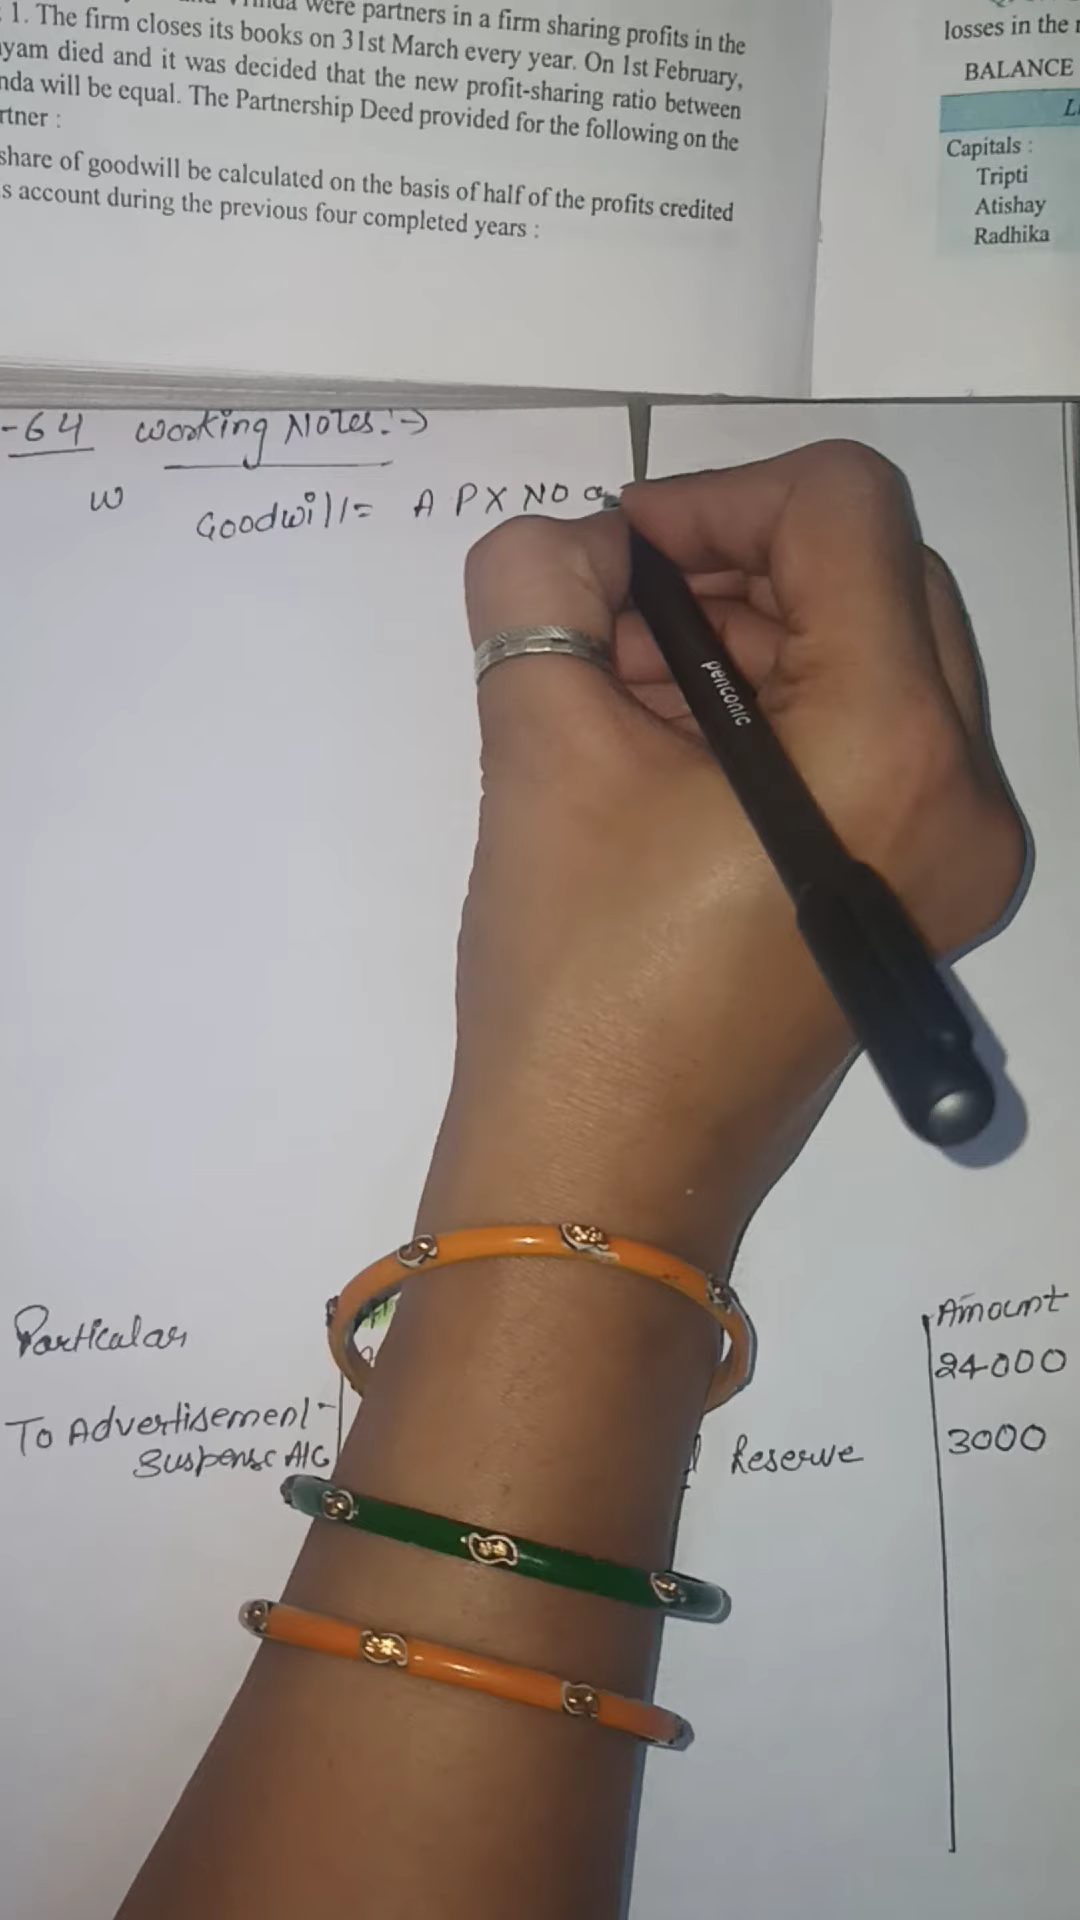 were partners in a firm sharing profits in the
1. The firm closes its books on 31st March every year. On 1st February,
yam died and it was decided that the new profit-sharing ratio between
nda will be equal. The Partnership Deed provided for the following on the
rtner :
share of goodwill be calculated on the basis of half of the profits credited
s account during the previous four completed years :
losses in the
BALANCE
Capitals :
Tripti
Atishay
Radhika
-64 Working Notes:→
Goodwill = A P X NO
penconic
Particular
Amount
24000
To Advertisement
Suspense A/C
Reserve
3000